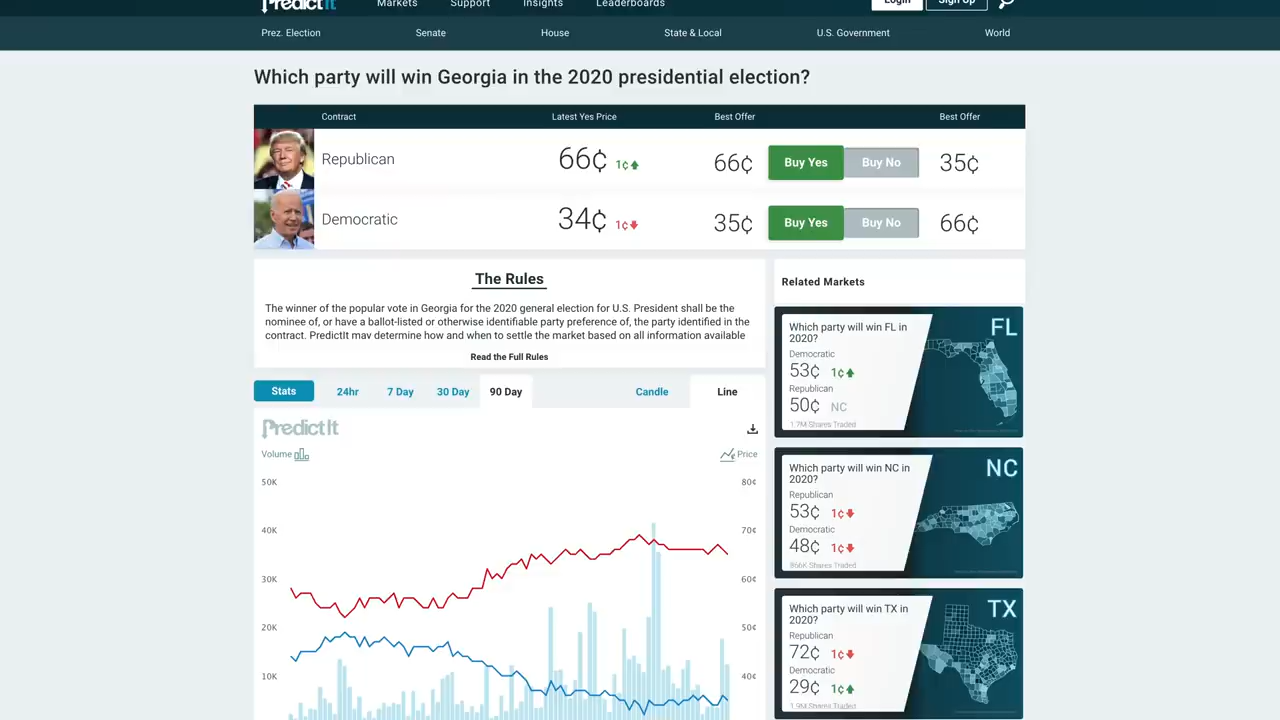 PredictIt
Markets
Support
Insights
Leaderboards
Login
Sign Up
Prez. Election
Senate
House
State & Local
U.S. Government
World
Which party will win Georgia in the 2020 presidential election?
Contract
Latest Yes Price
Best Offer
Best Offer
Republican
66¢
1¢
66¢
Buy Yes
Buy No
35¢
Democratic
34¢
1¢
35¢
Buy Yes
Buy No
66¢
The Rules
The winner of the popular vote in Georgia for the 2020 general election for U.S. President shall be the
nominee of, or have a ballot-listed or otherwise identifiable party preference of, the party identified in the
contract. PredictIt may determine how and when to settle the market based on all information available
Read the Full Rules
Stats
24hr
7 Day
30 Day
90 Day
Candle
Line
PredictIt
Volume
Price
50K
80¢
40K
70¢
30K
60¢
20K
50¢
10K
40¢
Related Markets
Which party will win FL in
2020?
Democratic
53¢ 1¢
Republican
50¢ NC
1.7M Shares Traded
FL
Which party will win NC in
2020?
Republican
53¢ 1¢
Democratic
48¢ 1¢
866K Shares Traded
NC
Which party will win TX in
2020?
Republican
72¢ 1¢
Democratic
29¢ 1¢
1.9M Shares Traded
TX